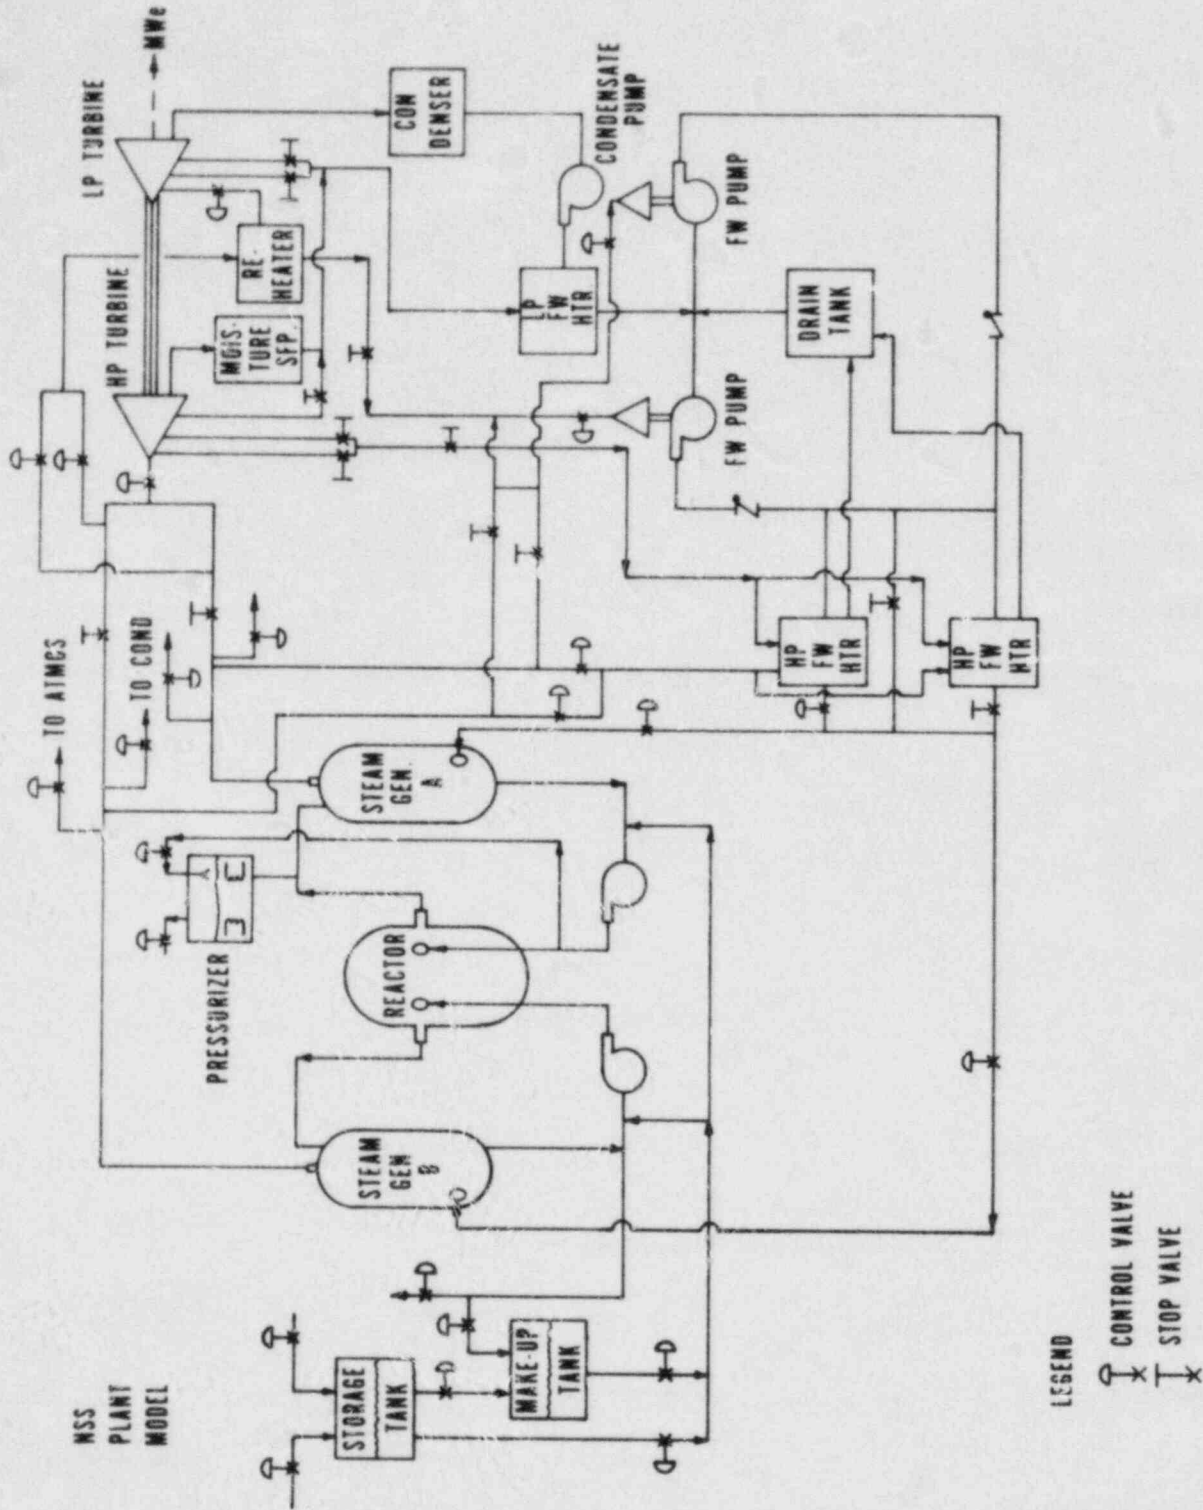 NSS
PLANT
MODEL
TO ATMCS
TO COND
HP TURBINE
LP TURBINE
MWe
MOIS-
TURE
SEP.
RE-
HEATER
CON
DENSER
CONDENSATE
PUMP
LP
FW
HTR
FW PUMP
FW PUMP
DRAIN
TANK
HP
FW
HTR
HP
FW
HTR
PRESSURIZER
REACTOR
STEAM
GEN.
A
STEAM
GEN
B
STORAGE
TANK
MAKE-UP
TANK
LEGEND
CONTROL VALVE
STOP VALVE